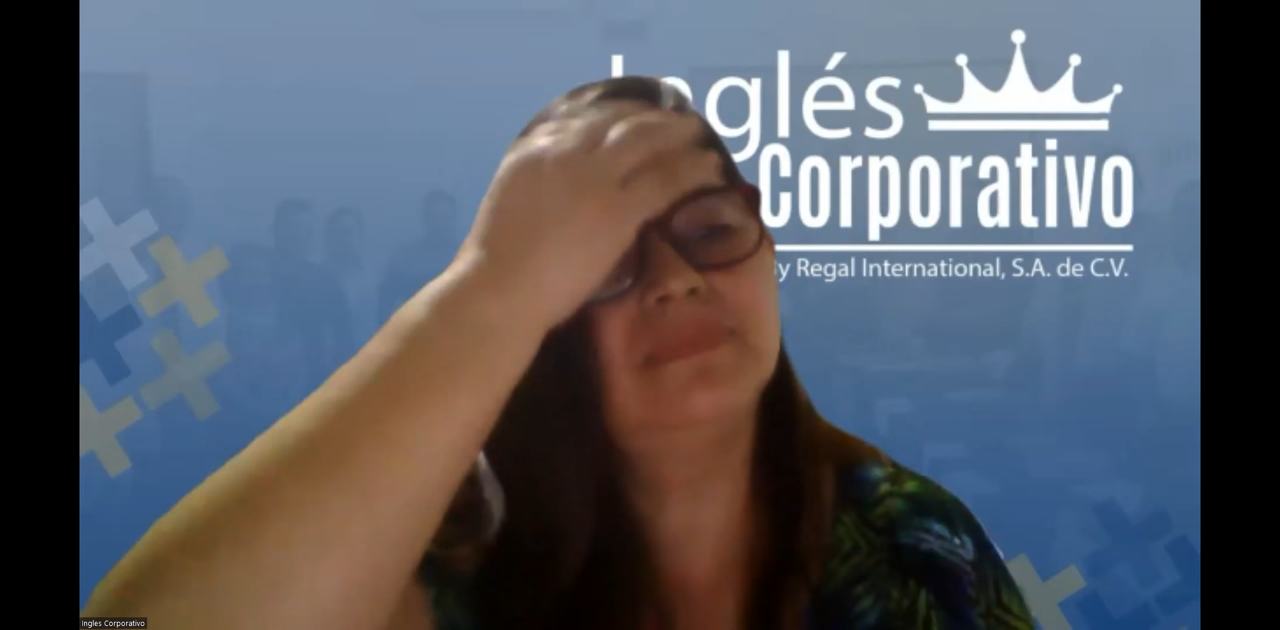 Inglés
Corporativo
y Regal International, S.A. de C.V.
Ingles Corporativo